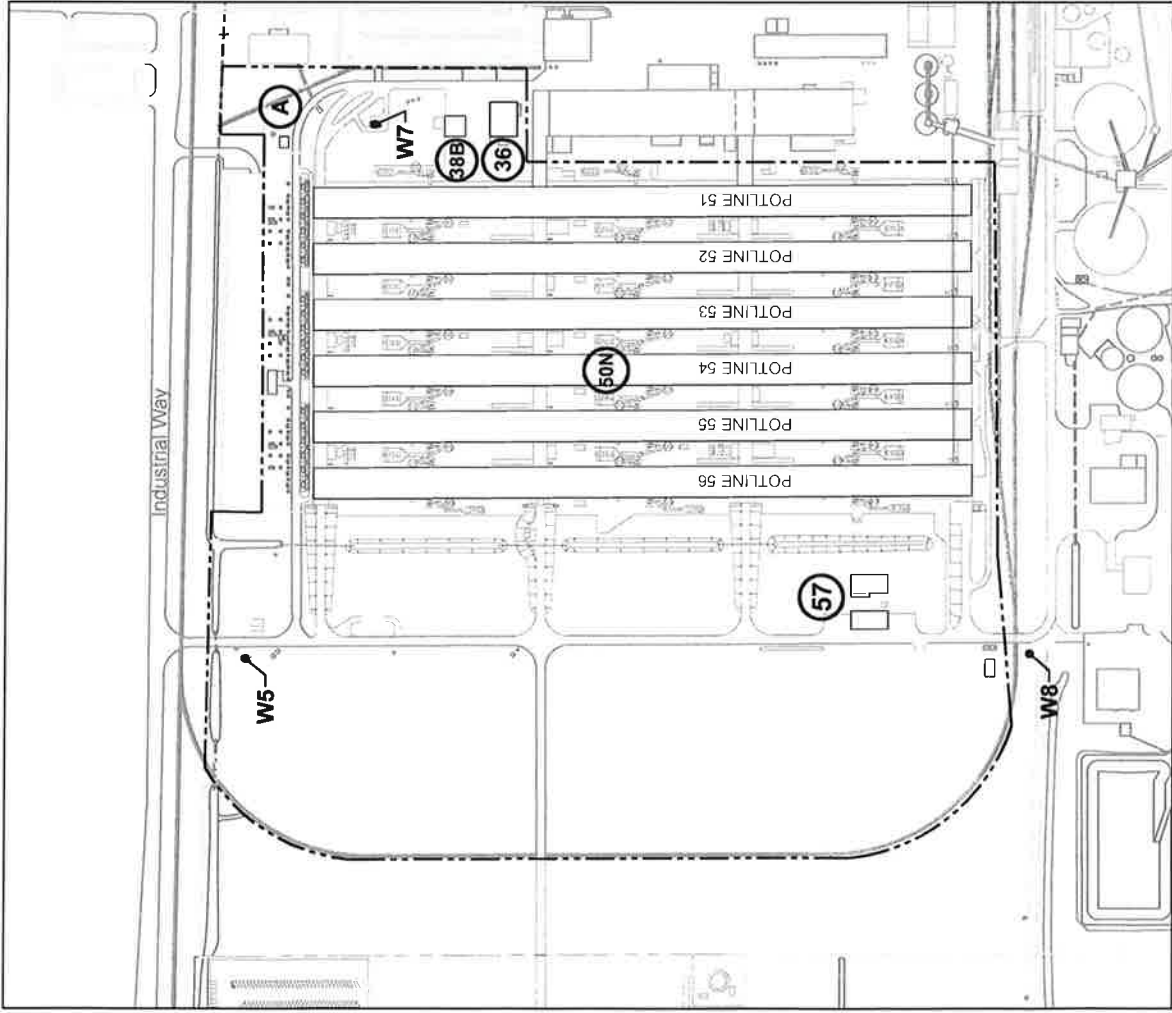 Industrial Way
A
W7
38B
36
POTLINE 51
POTLINE 52
POTLINE 53
50N
POTLINE 54
POTLINE 55
POTLINE 56
57
W5
W8